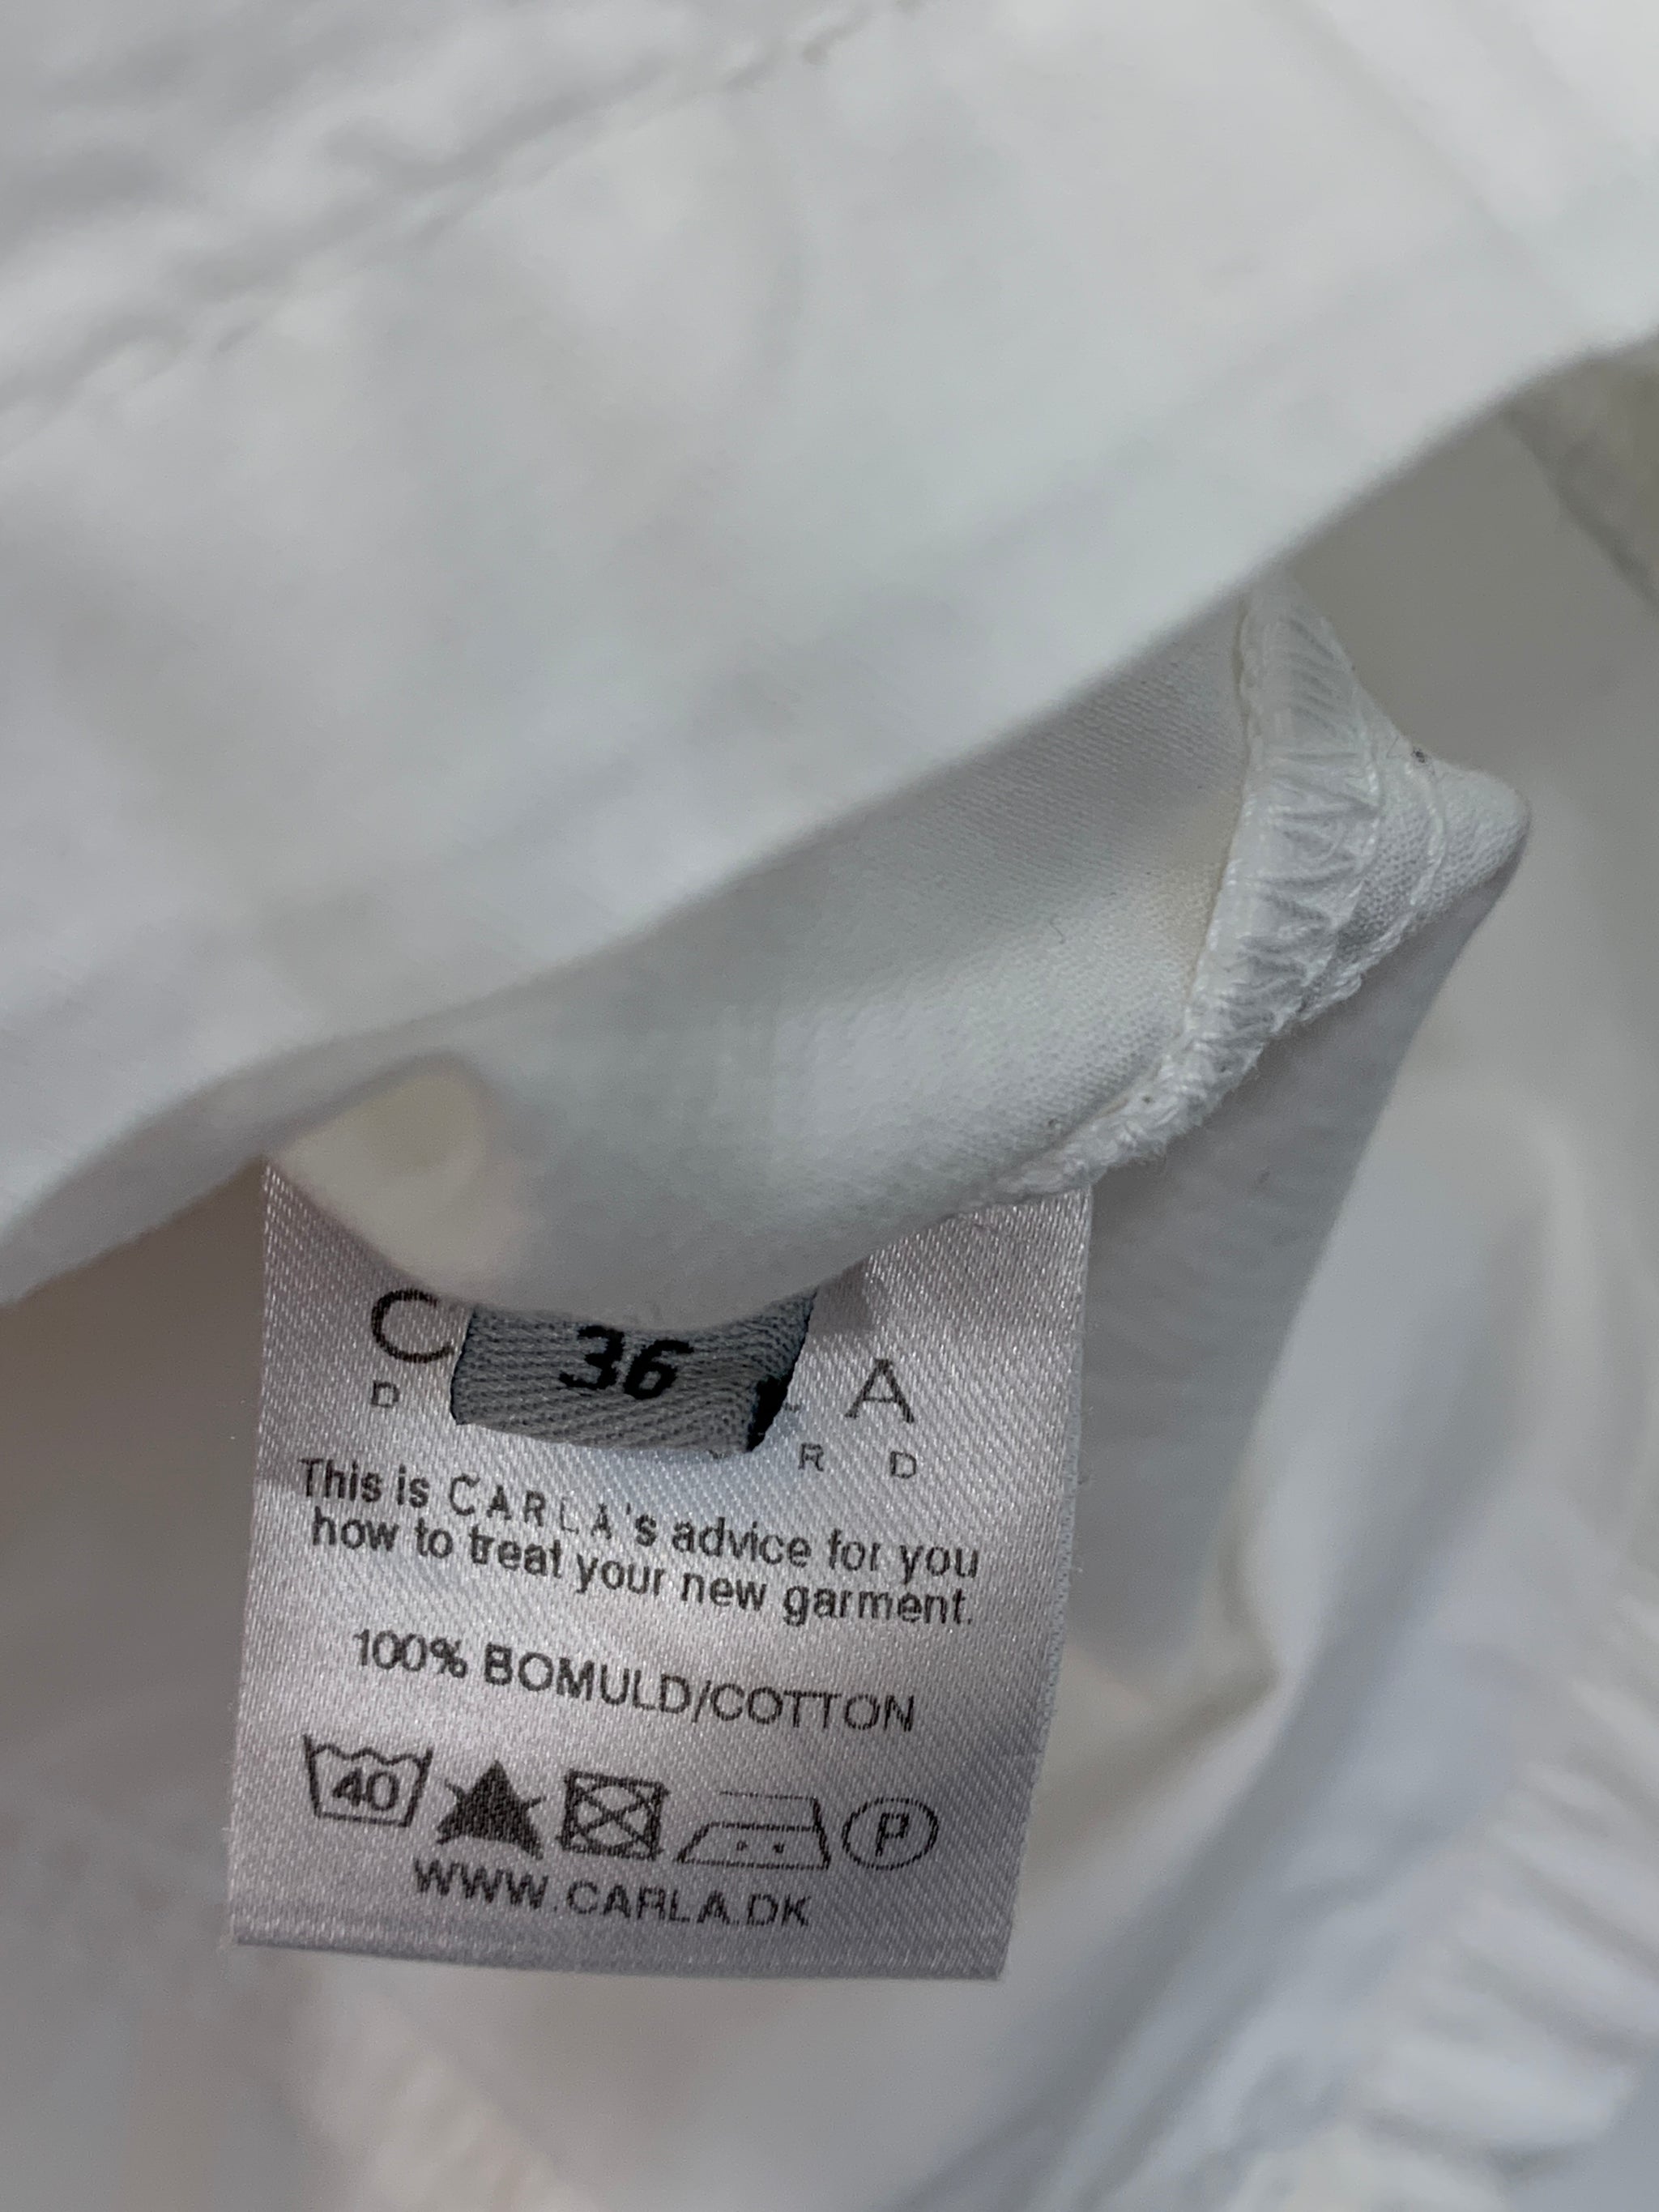 36
C A
D R D
This is CARLA's advice for you
how to treat your new garment.
100% BOMULD/COTTON
40 P
WWW.CARLA.DK